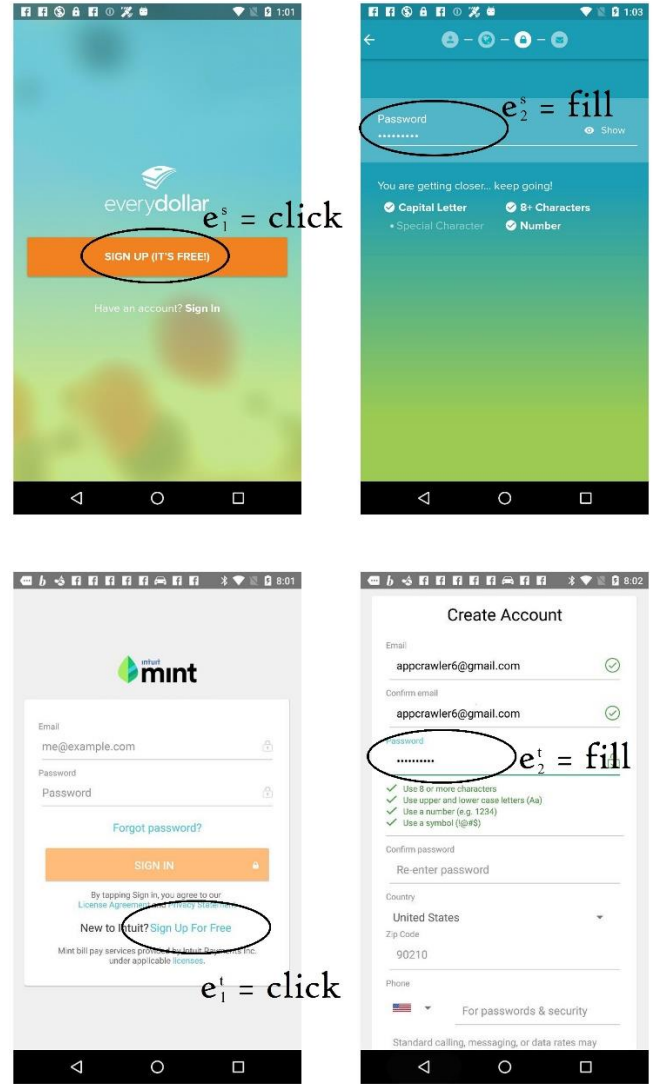 1:01
everydollar
e₁ˢ = click
SIGN UP (IT'S FREE!)
Have an account? Sign In
1:03
e₂ˢ = fill
Password
•••••••••
Show
You are getting closer... keep going!
Capital Letter
8+ Characters
• Special Character
Number
8:01
intuit
mint
Email
me@example.com
Password
Password
Forgot password?
SIGN IN
By tapping Sign in, you agree to our
License Agreement and Privacy Statement.
New to Intuit? Sign Up For Free
Mint bill pay services provided by Intuit Payments Inc.
under applicable licenses.
e₁ᵗ = click
8:02
Create Account
Email
appcrawler6@gmail.com
Confirm email
appcrawler6@gmail.com
Password
••••••••••
e₂ᵗ = fill
Use 8 or more characters
Use upper and lower case letters (Aa)
Use a number (e.g. 1234)
Use a symbol (!@#$)
Confirm password
Re-enter password
Country
United States
Zip Code
90210
Phone
For passwords & security
Standard calling, messaging, or data rates may